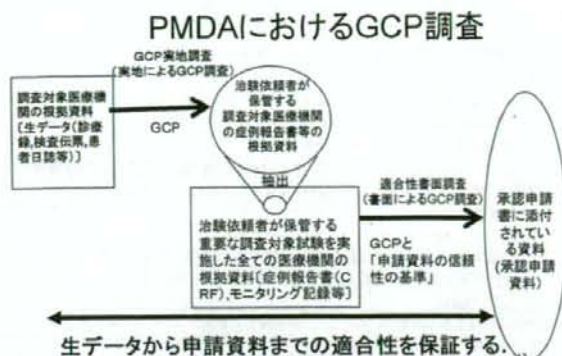 PMDAにおけるGCP調査
GCP実地調査
(実地によるGCP調査)
GCP
調査対象医療機
関の根拠資料
〔生データ(診療
録,検査伝票,患
者日誌等)〕
治験依頼者が
保管する
調査対象医療機関
の症例報告書等の
根拠資料
抽出
治験依頼者が保管する
重要な調査対象試験を実
施した全ての医療機関の
根拠資料〔症例報告書(C
RF),モニタリング記録等〕
適合性書面調査
(書面によるGCP調査)
GCPと
「申請資料の信頼
性の基準」
承認申請
書に添付
されてい
る資料
(承認申請
資料)
生データから申請資料までの適合性を保証する.